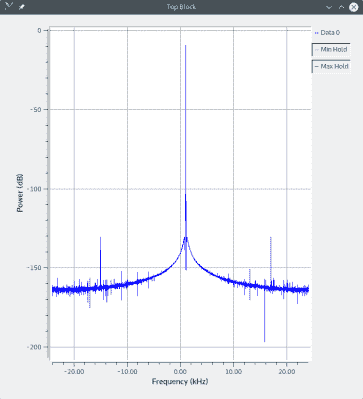 Top Block
Data 0
Min Hold
Max Hold
0
-50
-100
-150
-200
Power (dB)
-20.00
-10.00
0.00
10.00
20.00
Frequency (kHz)